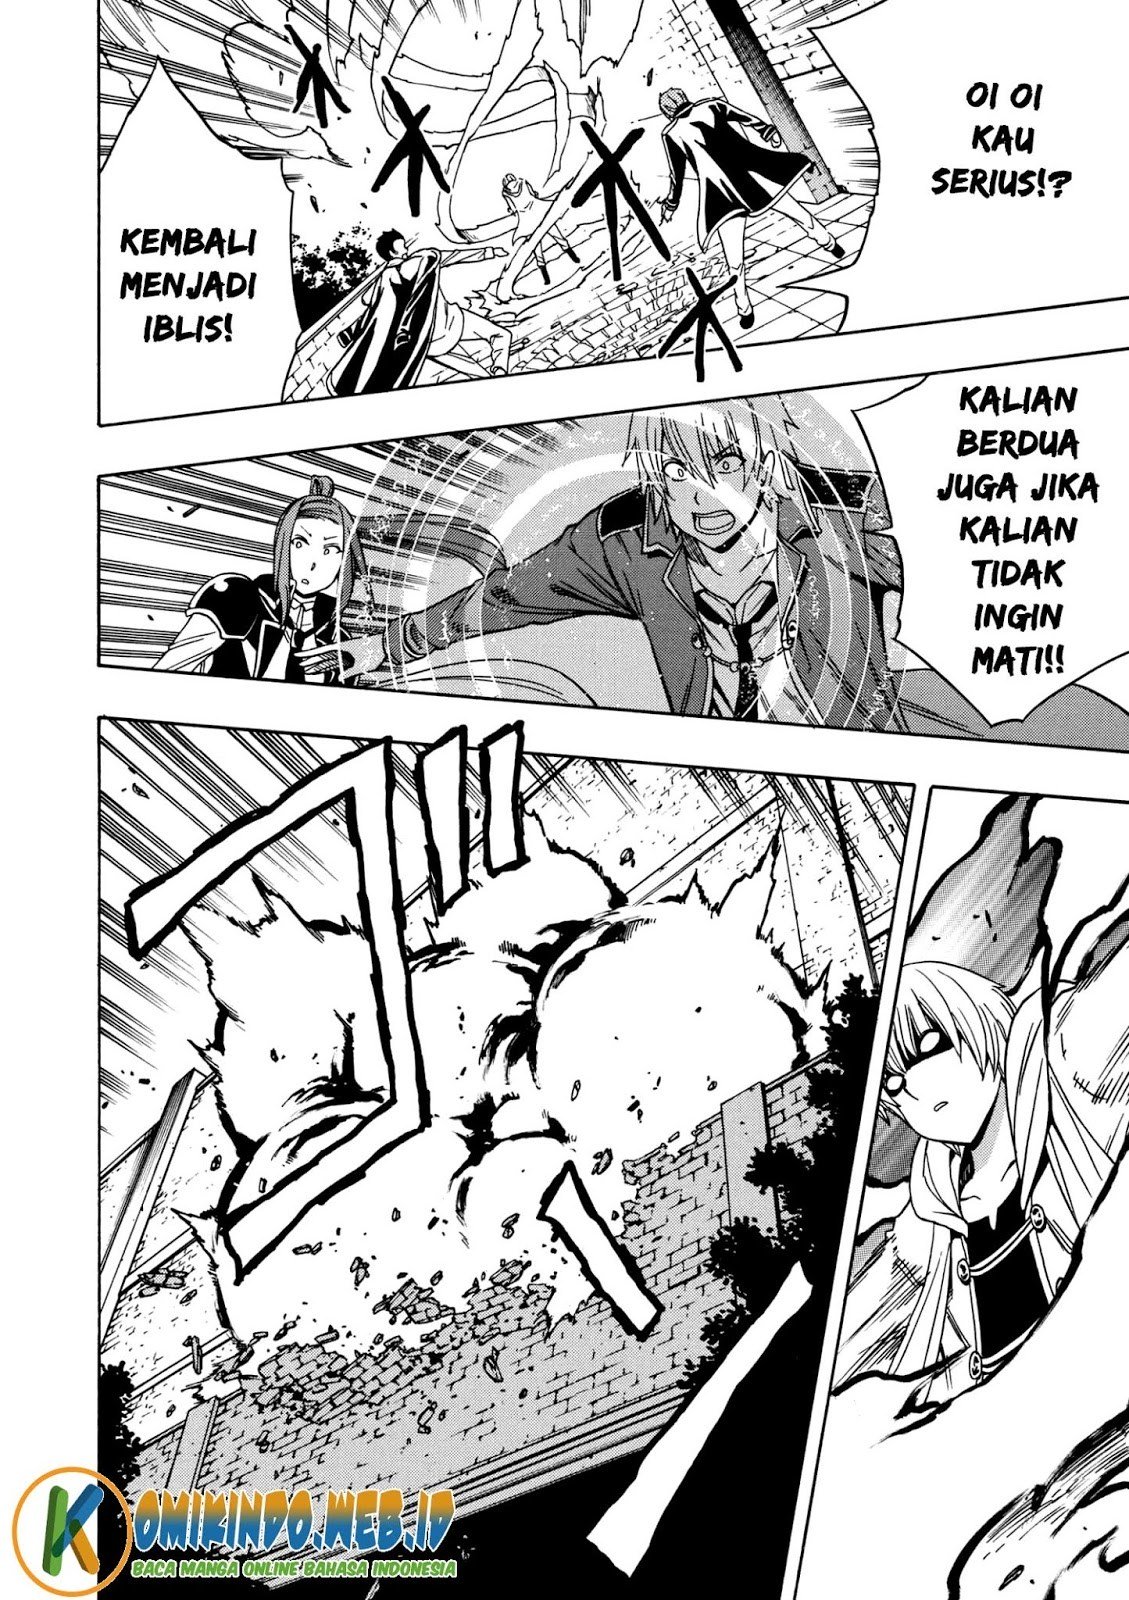 OI OI
KAU
SERIUS!?
KEMBALI
MENJADI
IBLIS!
KALIAN
BERDUA
JUGA JIKA
KALIAN
TIDAK
INGIN
MATI!!
KOMIKINDO.WEB.ID
BACA MANGA ONLINE BAHASA INDONESIA